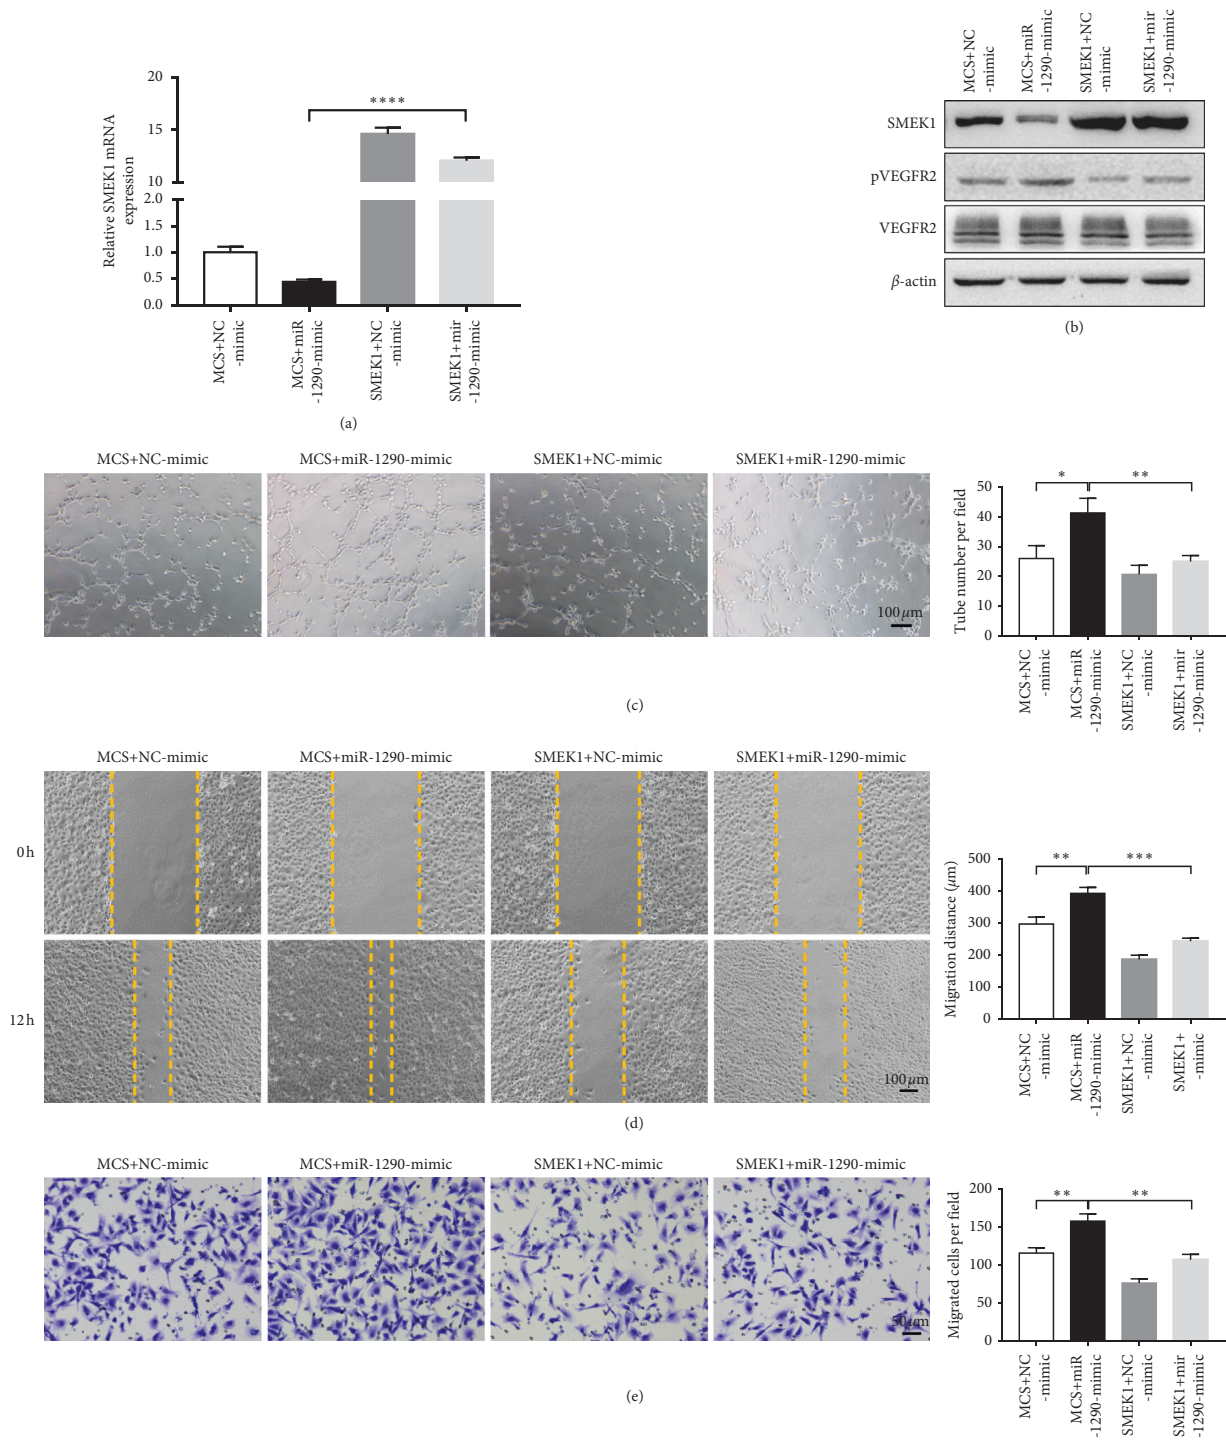 20
15
10
2.0
1.5
1.0
0.5
0.0
Relative SMEK1 mRNA
expression
****
MCS+NC
-mimic
MCS+miR
-1290-mimic
SMEK1+NC
-mimic
SMEK1+mir
-1290-mimic
(a)
MCS+NC
-mimic
MCS+miR
-1290-mimic
SMEK1+NC
-mimic
SMEK1+mir
-1290-mimic
SMEK1
pVEGFR2
VEGFR2
β-actin
(b)
MCS+NC-mimic
MCS+miR-1290-mimic
SMEK1+NC-mimic
SMEK1+miR-1290-mimic
100 μm
Tube number per field
50
40
30
20
10
0
*
**
MCS+NC
-mimic
MCS+miR
-1290-mimic
SMEK1+NC
-mimic
SMEK1+mir
-1290-mimic
(c)
MCS+NC-mimic
MCS+miR-1290-mimic
SMEK1+NC-mimic
SMEK1+miR-1290-mimic
0 h
12 h
100 μm
Migration distance (μm)
500
400
300
200
100
0
**
***
MCS+NC
-mimic
MCS+miR
-1290-mimic
SMEK1+NC
-mimic
SMEK1+
-mimic
(d)
MCS+NC-mimic
MCS+miR-1290-mimic
SMEK1+NC-mimic
SMEK1+miR-1290-mimic
50 μm
Migrated cells per field
200
150
100
50
0
**
**
MCS+NC
-mimic
MCS+miR
-1290-mimic
SMEK1+NC
-mimic
SMEK1+mir
-1290-mimic
(e)